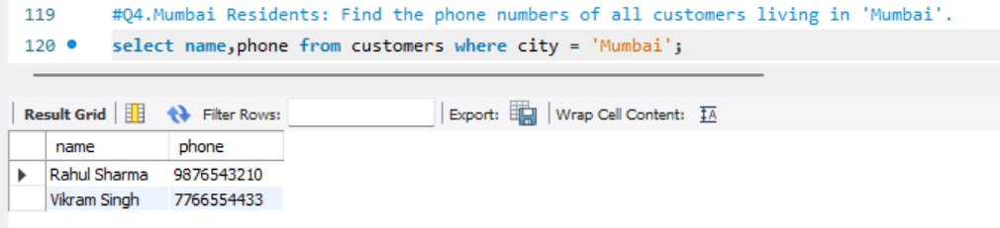 119 #Q4.Mumbai Residents: Find the phone numbers of all customers living in 'Mumbai'.
120 select name,phone from customers where city = 'Mumbai';
Result Grid Filter Rows: Export: Wrap Cell Content: IA
name phone
Rahul Sharma 9876543210
Vikram Singh 7766554433